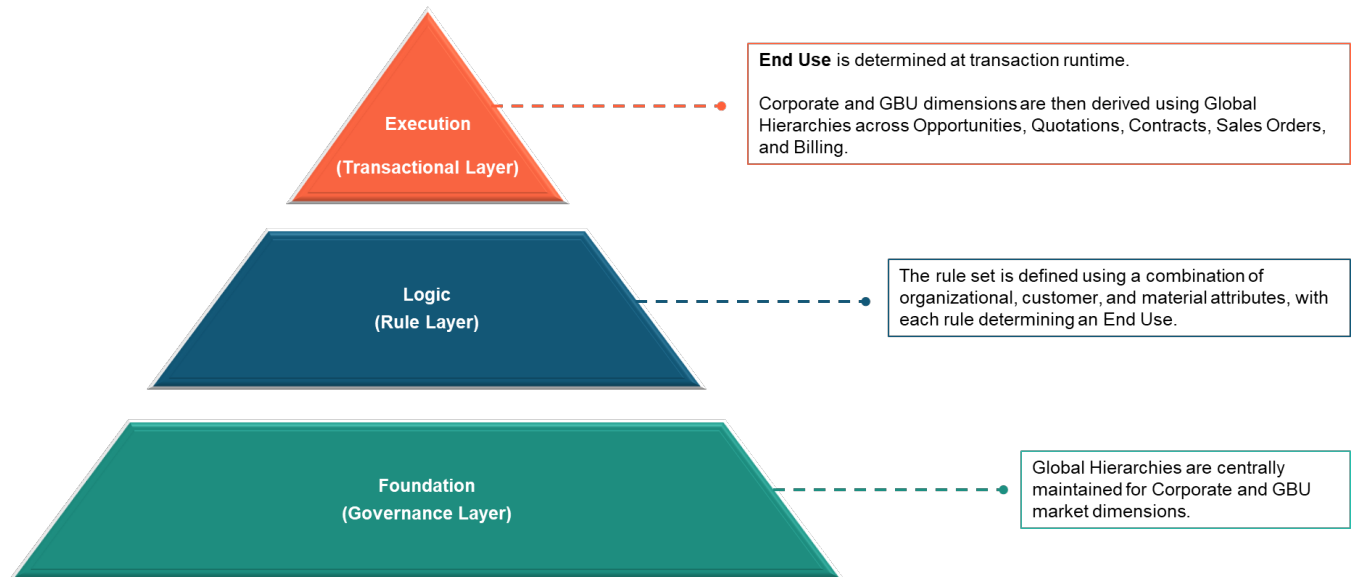 Execution
(Transactional Layer)
End Use is determined at transaction runtime.
Corporate and GBU dimensions are then derived using Global
Hierarchies across Opportunities, Quotations, Contracts, Sales Orders,
and Billing.
Logic
(Rule Layer)
The rule set is defined using a combination of
organizational, customer, and material attributes, with
each rule determining an End Use.
Foundation
(Governance Layer)
Global Hierarchies are centrally
maintained for Corporate and GBU
market dimensions.